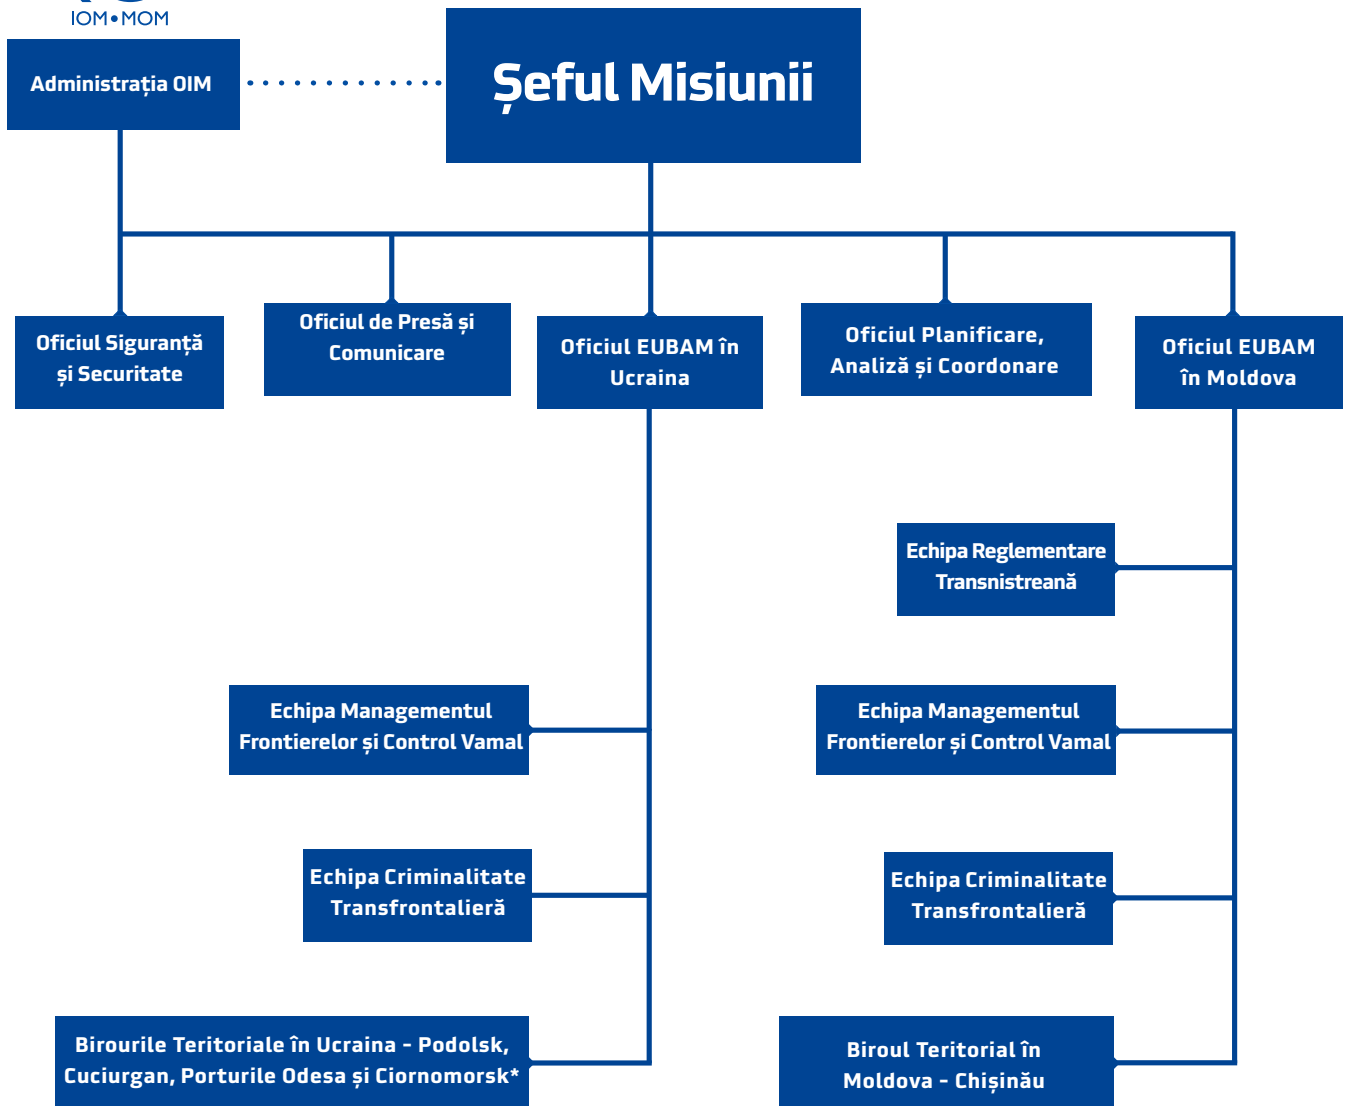 IOM•MOM
Administrația OIM
Șeful Misiunii
Oficiul Siguranță
și Securitate
Oficiul de Presă și
Comunicare
Oficiul EUBAM în
Ucraina
Oficiul Planificare,
Analiză și Coordonare
Oficiul EUBAM
în Moldova
Echipa Reglementare
Transnistreană
Echipa Managementul
Frontierelor și Control Vamal
Echipa Managementul
Frontierelor și Control Vamal
Echipa Criminalitate
Transfrontalieră
Echipa Criminalitate
Transfrontalieră
Birourile Teritoriale în Ucraina - Podolsk,
Cuciurgan, Porturile Odesa și Ciornomorsk*
Biroul Teritorial în
Moldova - Chișinău